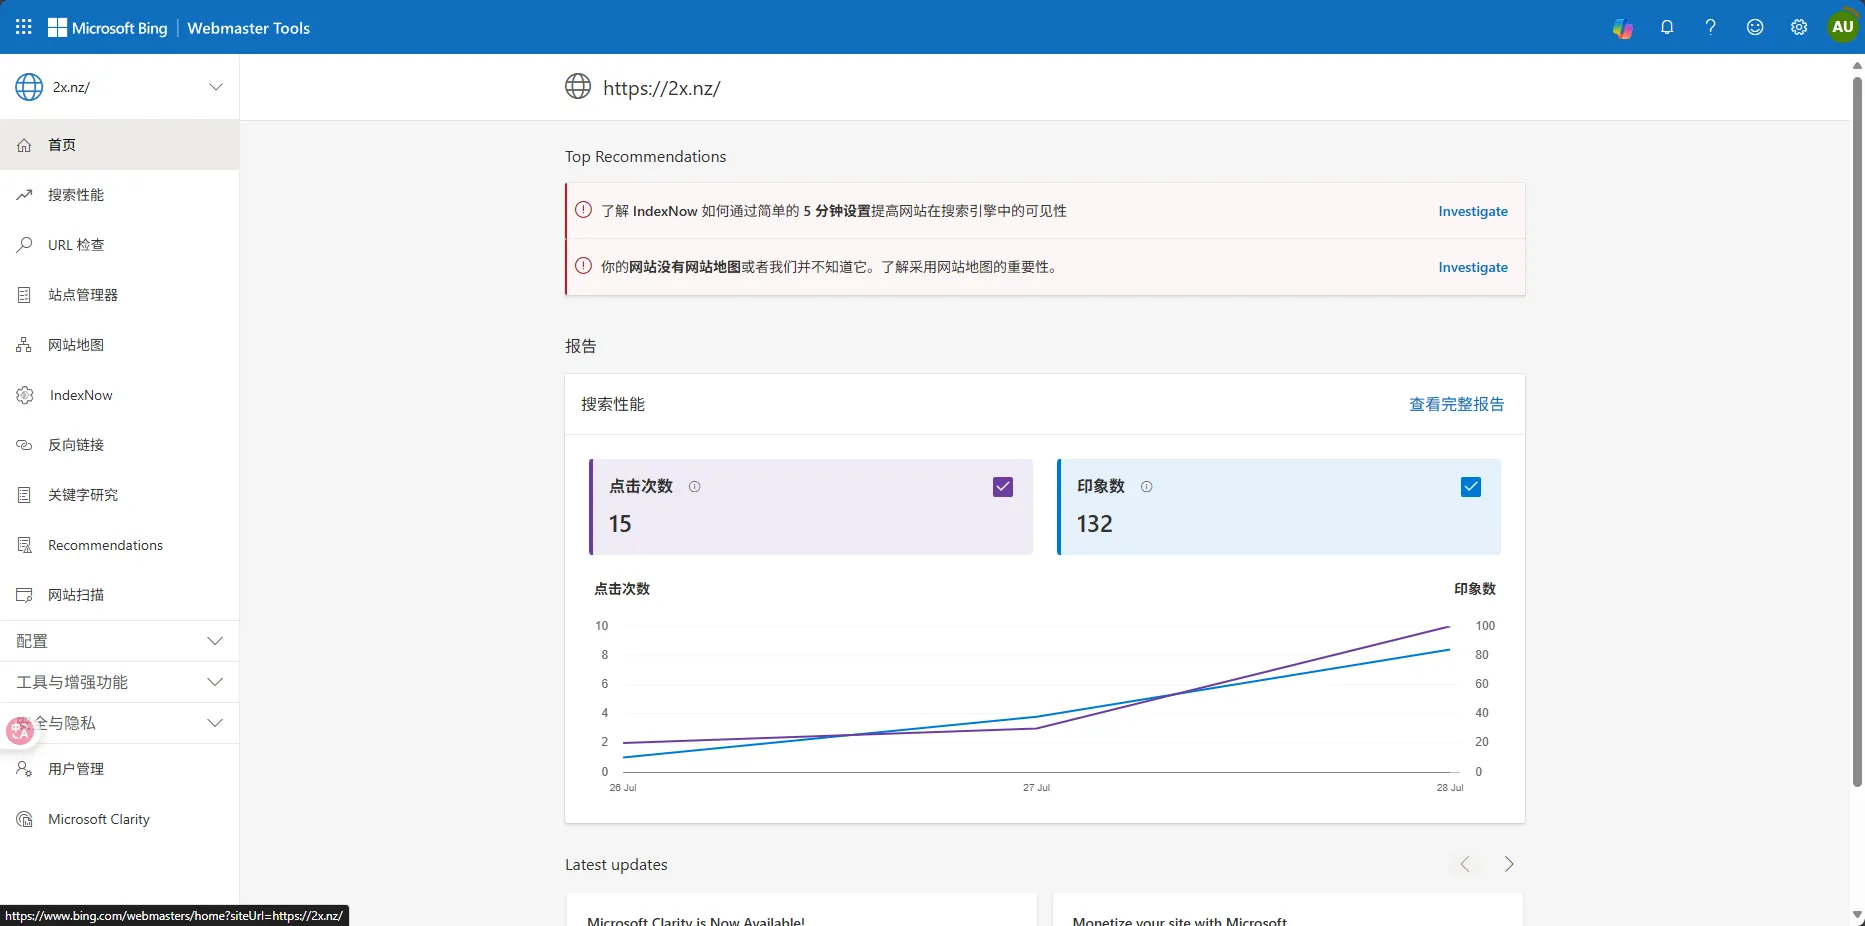 Microsoft Bing | Webmaster Tools
AU
2x.nz/
https://2x.nz/
首页
搜索性能
URL 检查
站点管理器
网站地图
IndexNow
反向链接
关键字研究
Recommendations
网站扫描
配置
工具与增强功能
全与隐私
用户管理
Microsoft Clarity
Top Recommendations
了解 IndexNow 如何通过简单的 5 分钟设置提高网站在搜索引擎中的可见性
Investigate
你的网站没有网站地图或者我们并不知道它。了解采用网站地图的重要性。
Investigate
报告
搜索性能
查看完整报告
点击次数
15
印象数
132
点击次数
印象数
10
8
6
4
2
0
100
80
60
40
20
0
26 Jul
27 Jul
28 Jul
Latest updates
Microsoft Clarity is Now Available!
Monetize your site with Microsoft
https://www.bing.com/webmasters/home?siteUrl=https://2x.nz/